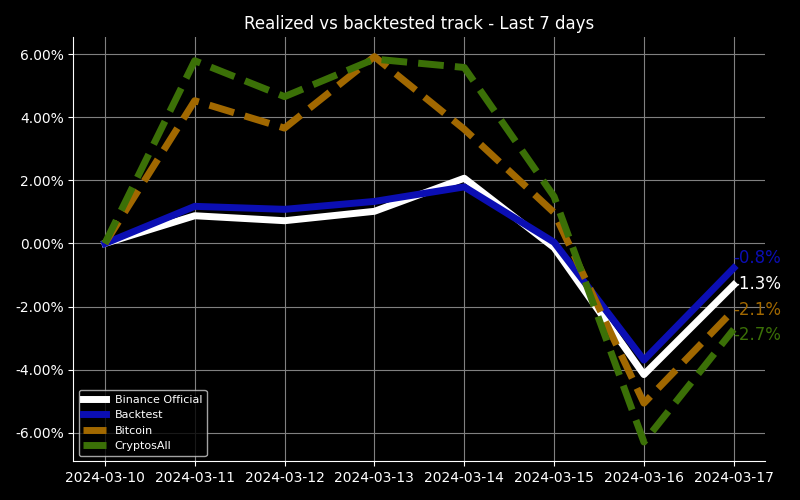 Realized vs backtested track - Last 7 days
6.00%
4.00%
2.00%
0.00%
-2.00%
-4.00%
-6.00%
-0.8%
-1.3%
-2.1%
-2.7%
Binance Official
Backtest
Bitcoin
CryptosAll
2024-03-10 2024-03-11 2024-03-12 2024-03-13 2024-03-14 2024-03-15 2024-03-16 2024-03-17